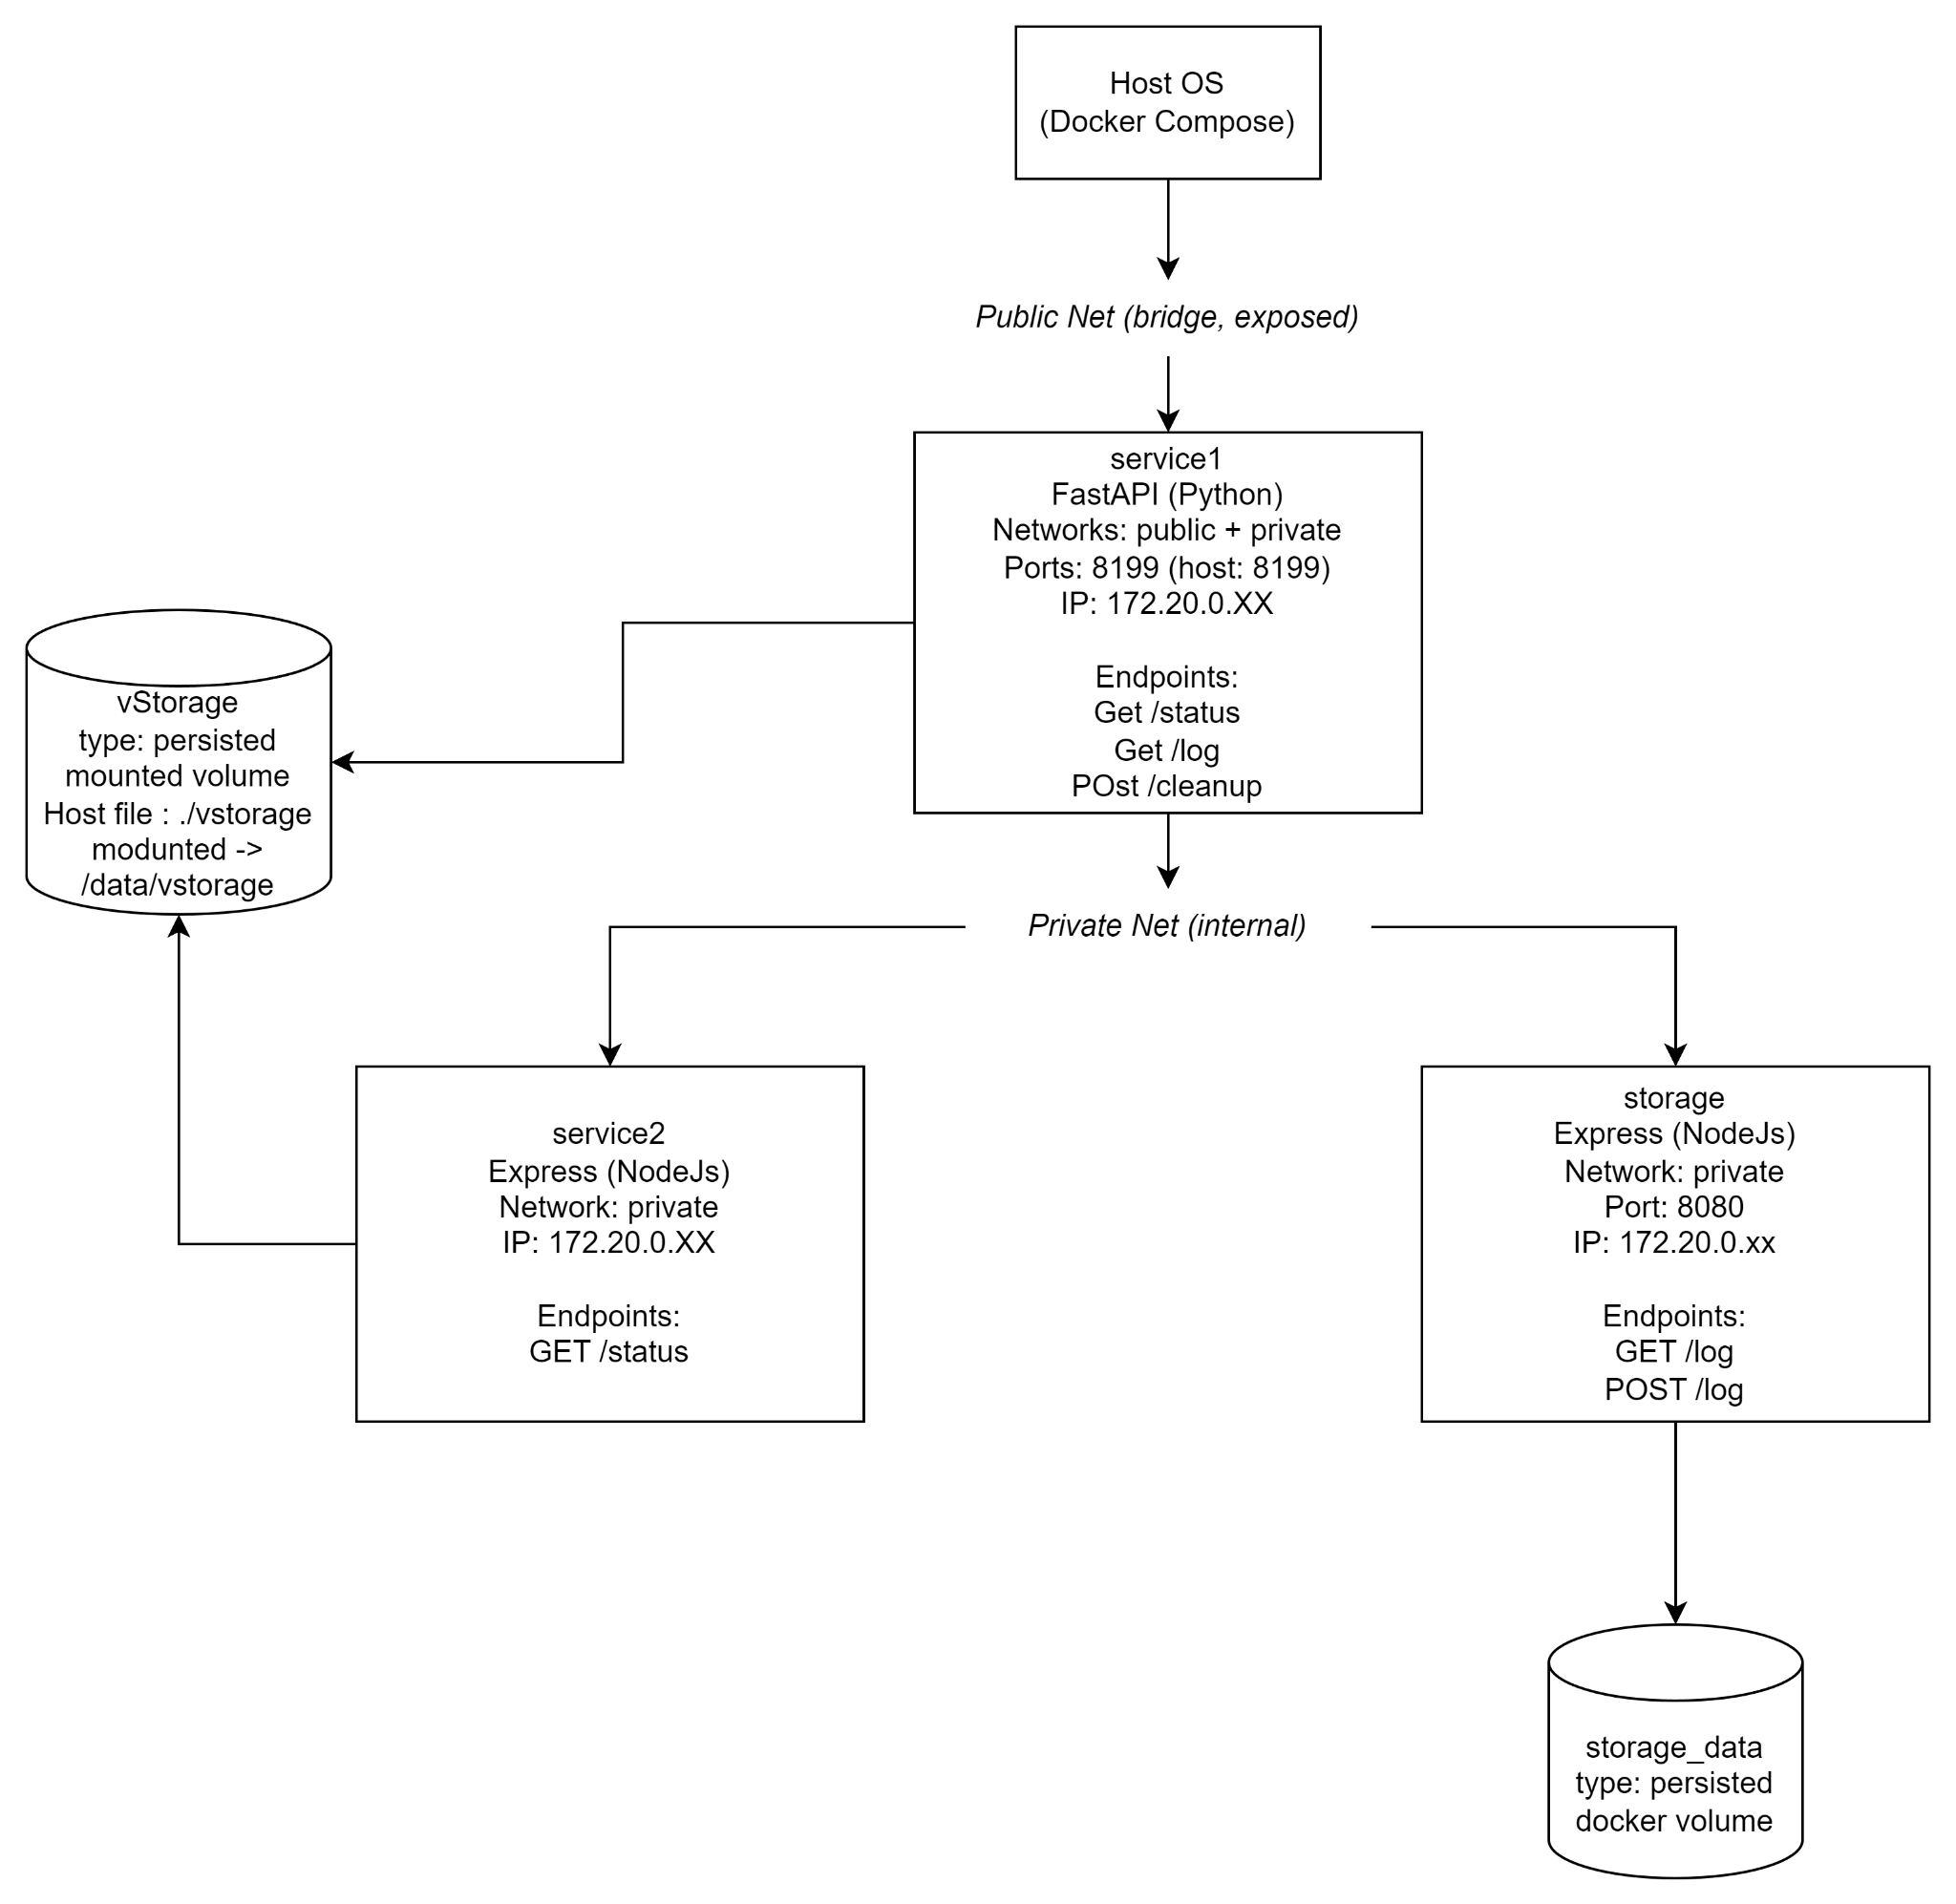 Host OS
(Docker Compose)
Public Net (bridge, exposed)
service1
FastAPI (Python)
Networks: public + private
Ports: 8199 (host: 8199)
IP: 172.20.0.XX
Endpoints:
Get /status
Get /log
POst /cleanup
vStorage
type: persisted
mounted volume
Host file : ./vstorage
modunted ->
/data/vstorage
Private Net (internal)
service2
Express (NodeJs)
Network: private
IP: 172.20.0.XX
Endpoints:
GET /status
storage
Express (NodeJs)
Network: private
Port: 8080
IP: 172.20.0.xx
Endpoints:
GET /log
POST /log
storage_data
type: persisted
docker volume